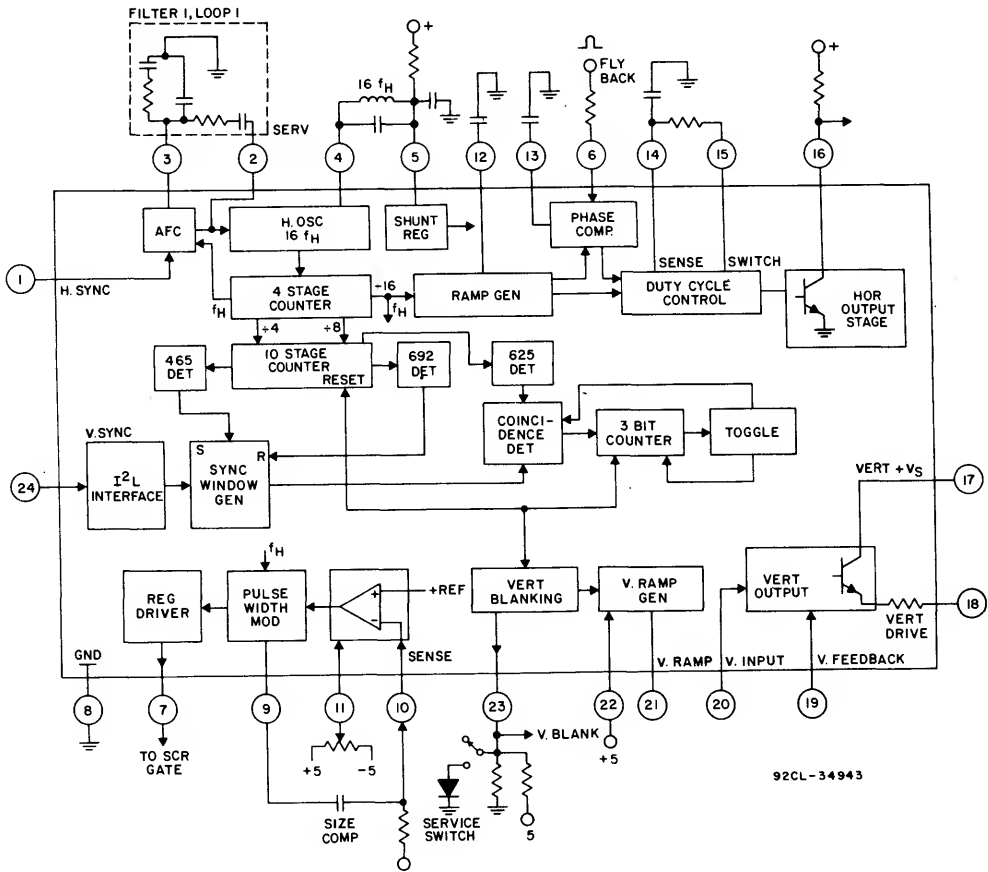 FILTER 1, LOOP 1
SERV
16 fH
+
FLY
BACK
+
3
2
4
5
12
13
6
14
15
16
AFC
H. OSC
16 fH
SHUNT
REG
PHASE
COMP.
SENSE
SWITCH
DUTY CYCLE
CONTROL
HOR
OUTPUT
STAGE
1
H. SYNC
fH
4 STAGE
COUNTER
÷16
fH
RAMP GEN
÷4
÷8
465
DET
10 STAGE
COUNTER
RESET
692
DET
625
DET
COINCI-
DENCE
DET
3 BIT
COUNTER
TOGGLE
V. SYNC
24
I2L
INTERFACE
S
R
SYNC
WINDOW
GEN
VERT +VS
17
fH
REG
DRIVER
PULSE
WIDTH
MOD
+
-
+REF
SENSE
VERT
BLANKING
V. RAMP
GEN
VERT
OUTPUT
VERT
DRIVE
18
GND
V. RAMP
V. INPUT
V. FEEDBACK
8
7
9
11
10
23
22
21
20
19
TO SCR
GATE
+5
-5
V. BLANK
+5
SIZE
COMP
SERVICE
SWITCH
5
92CL-34943